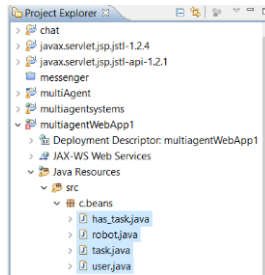 Project Explorer
chat
javax.servlet.jsp.jstl-1.2.4
javax.servlet.jsp.jstl-api-1.2.1
messenger
multiAgent
multiagentsystems
multiagentWebApp1
Deployment Descriptor: multiagentWebApp1
JAX-WS Web Services
Java Resources
src
c.beans
has_task.java
robot.java
task.java
user.java